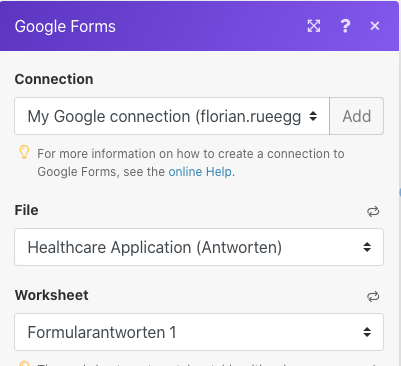 Google Forms
?
×
Connection
My Google connection (florian.rueegg
Add
For more information on how to create a connection to
Google Forms, see the online Help.
File
Healthcare Application (Antworten)
Worksheet
Formularantworten 1